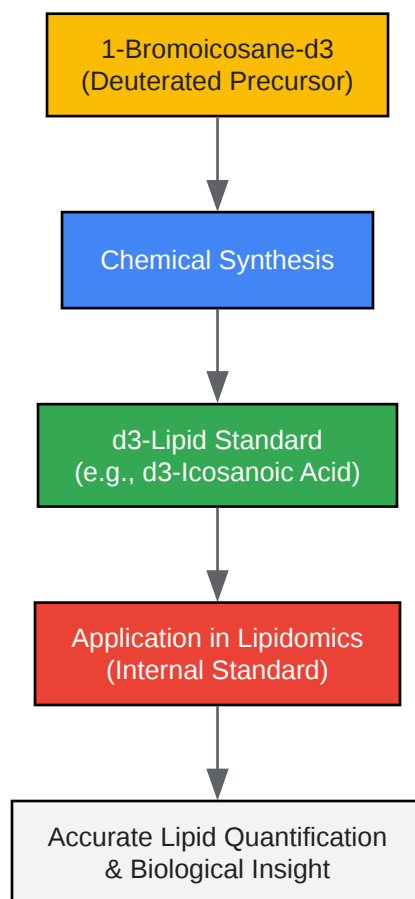 1-Bromoicosane-d3
(Deuterated Precursor)
Chemical Synthesis
d3-Lipid Standard
(e.g., d3-Icosanoic Acid)
Application in Lipidomics
(Internal Standard)
Accurate Lipid Quantification
& Biological Insight